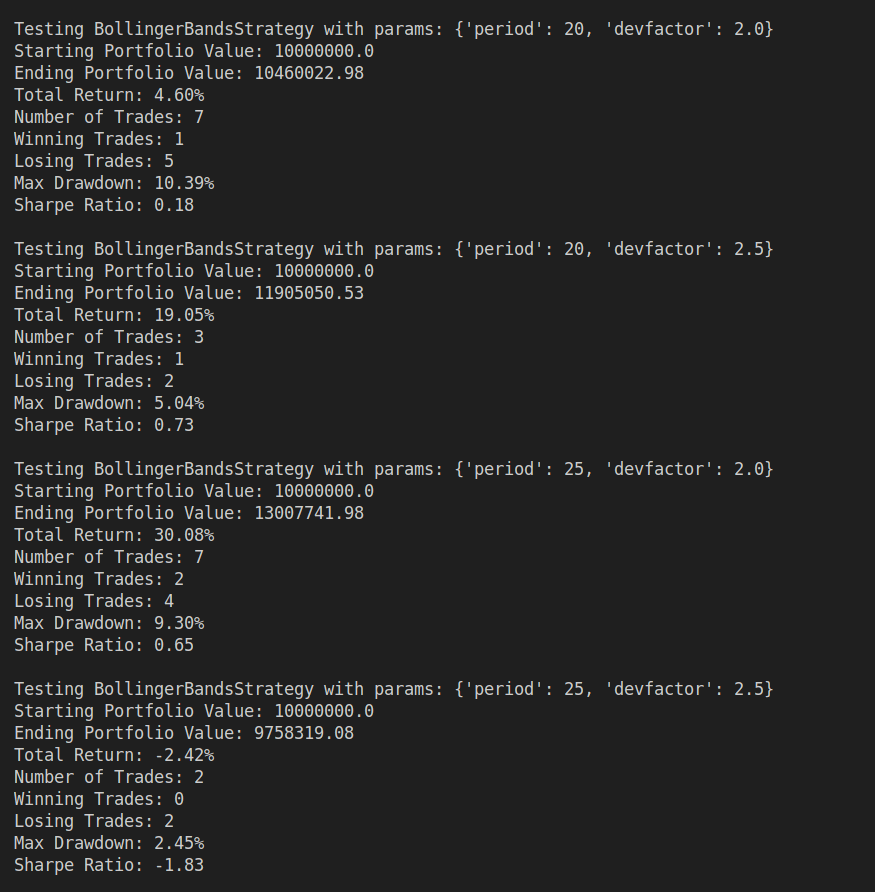 Testing BollingerBandsStrategy with params: {'period': 20, 'devfactor': 2.0}
Starting Portfolio Value: 10000000.0
Ending Portfolio Value: 10460022.98
Total Return: 4.60%
Number of Trades: 7
Winning Trades: 1
Losing Trades: 5
Max Drawdown: 10.39%
Sharpe Ratio: 0.18
Testing BollingerBandsStrategy with params: {'period': 20, 'devfactor': 2.5}
Starting Portfolio Value: 10000000.0
Ending Portfolio Value: 11905050.53
Total Return: 19.05%
Number of Trades: 3
Winning Trades: 1
Losing Trades: 2
Max Drawdown: 5.04%
Sharpe Ratio: 0.73
Testing BollingerBandsStrategy with params: {'period': 25, 'devfactor': 2.0}
Starting Portfolio Value: 10000000.0
Ending Portfolio Value: 13007741.98
Total Return: 30.08%
Number of Trades: 7
Winning Trades: 2
Losing Trades: 4
Max Drawdown: 9.30%
Sharpe Ratio: 0.65
Testing BollingerBandsStrategy with params: {'period': 25, 'devfactor': 2.5}
Starting Portfolio Value: 10000000.0
Ending Portfolio Value: 9758319.08
Total Return: -2.42%
Number of Trades: 2
Winning Trades: 0
Losing Trades: 2
Max Drawdown: 2.45%
Sharpe Ratio: -1.83